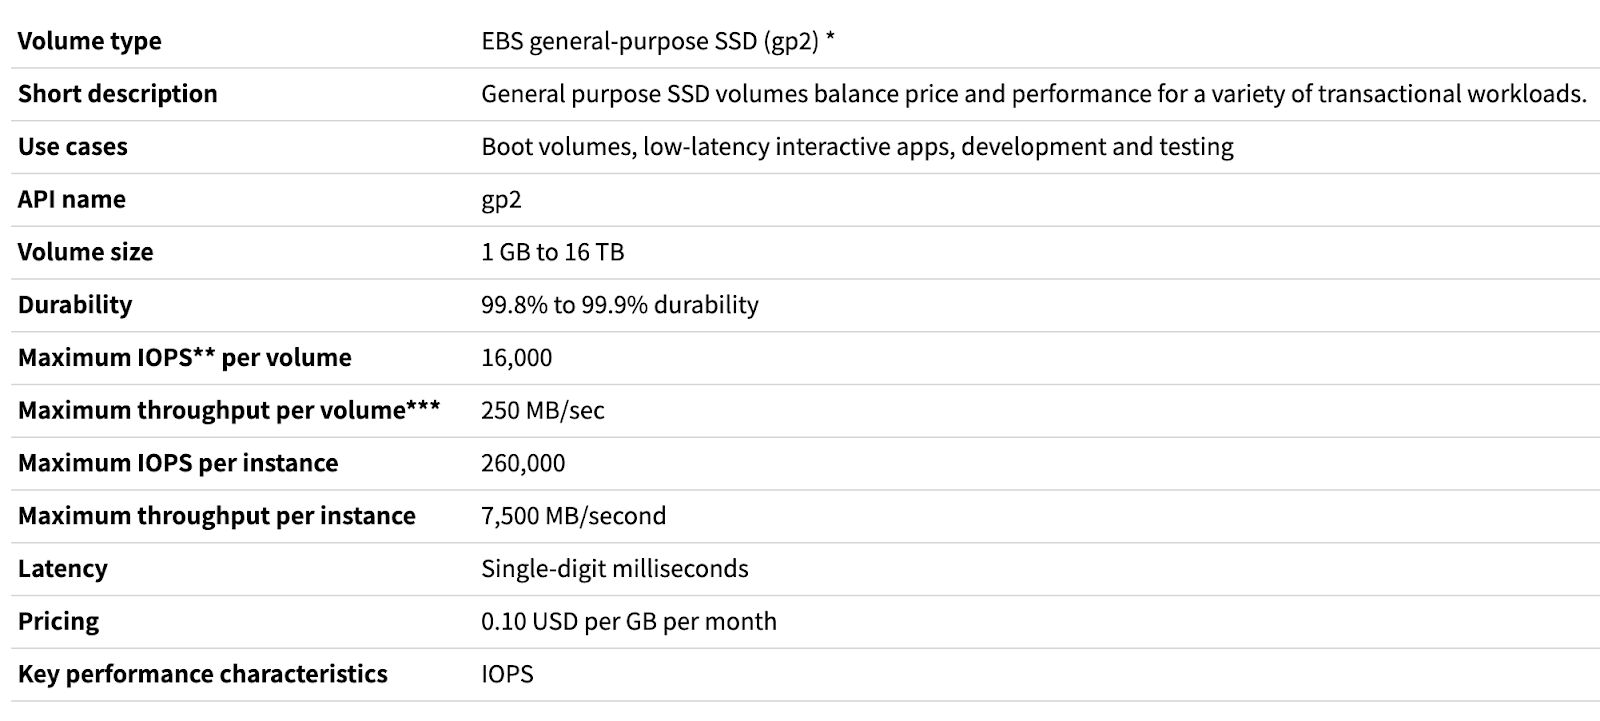 Volume type EBS general-purpose SSD (gp2) *
Short description General purpose SSD volumes balance price and performance for a variety of transactional workloads.
Use cases Boot volumes, low-latency interactive apps, development and testing
API name gp2
Volume size 1 GB to 16 TB
Durability 99.8% to 99.9% durability
Maximum IOPS** per volume 16,000
Maximum throughput per volume*** 250 MB/sec
Maximum IOPS per instance 260,000
Maximum throughput per instance 7,500 MB/second
Latency Single-digit milliseconds
Pricing 0.10 USD per GB per month
Key performance characteristics IOPS